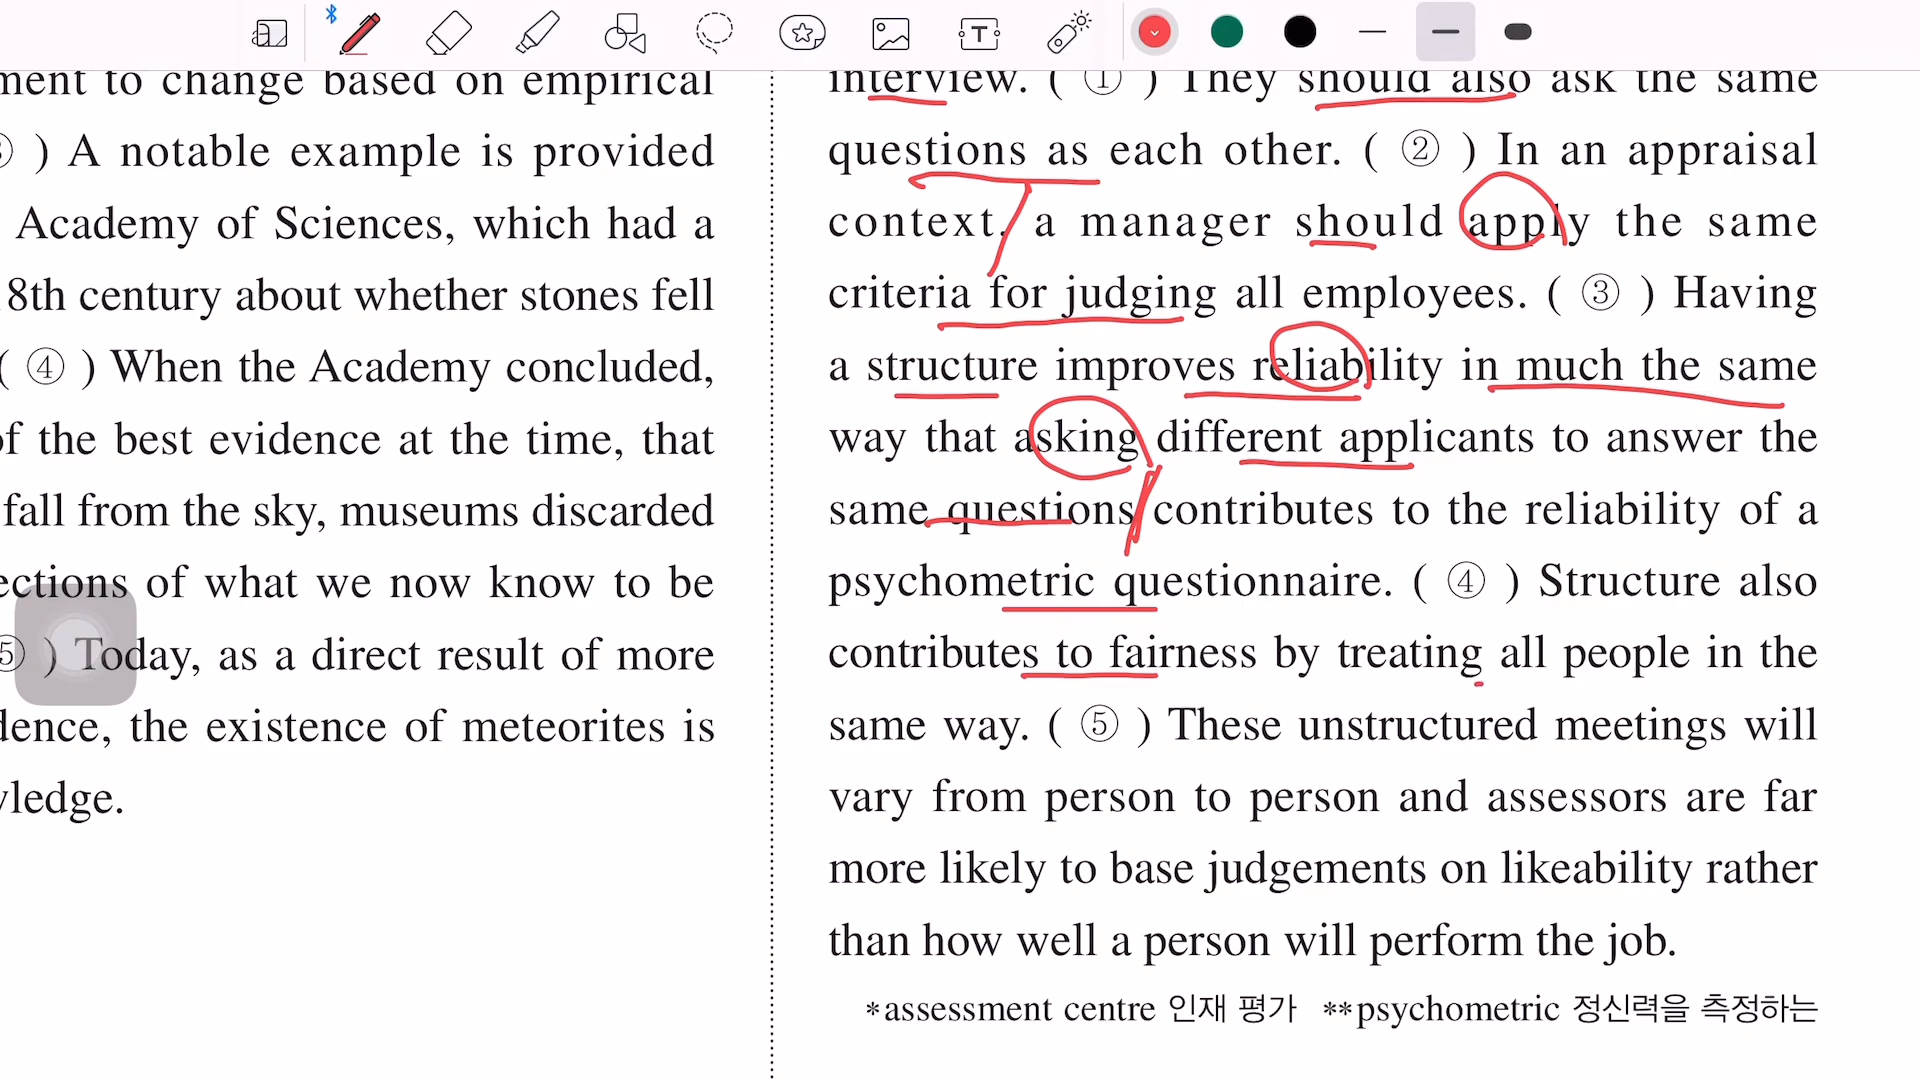 ment to change based on empirical
) A notable example is provided
Academy of Sciences, which had a
8th century about whether stones fell
( ④ ) When the Academy concluded,
of the best evidence at the time, that
fall from the sky, museums discarded
ections of what we now know to be
⑤ ) Today, as a direct result of more
dence, the existence of meteorites is
wledge.
interview. ( ① ) They should also ask the same
questions as each other. ( ② ) In an appraisal
context, a manager should apply the same
criteria for judging all employees. ( ③ ) Having
a structure improves reliability in much the same
way that asking different applicants to answer the
same questions contributes to the reliability of a
psychometric questionnaire. ( ④ ) Structure also
contributes to fairness by treating all people in the
same way. ( ⑤ ) These unstructured meetings will
vary from person to person and assessors are far
more likely to base judgements on likeability rather
than how well a person will perform the job.
*assessment centre 인재 평가 **psychometric 정신력을 측정하는